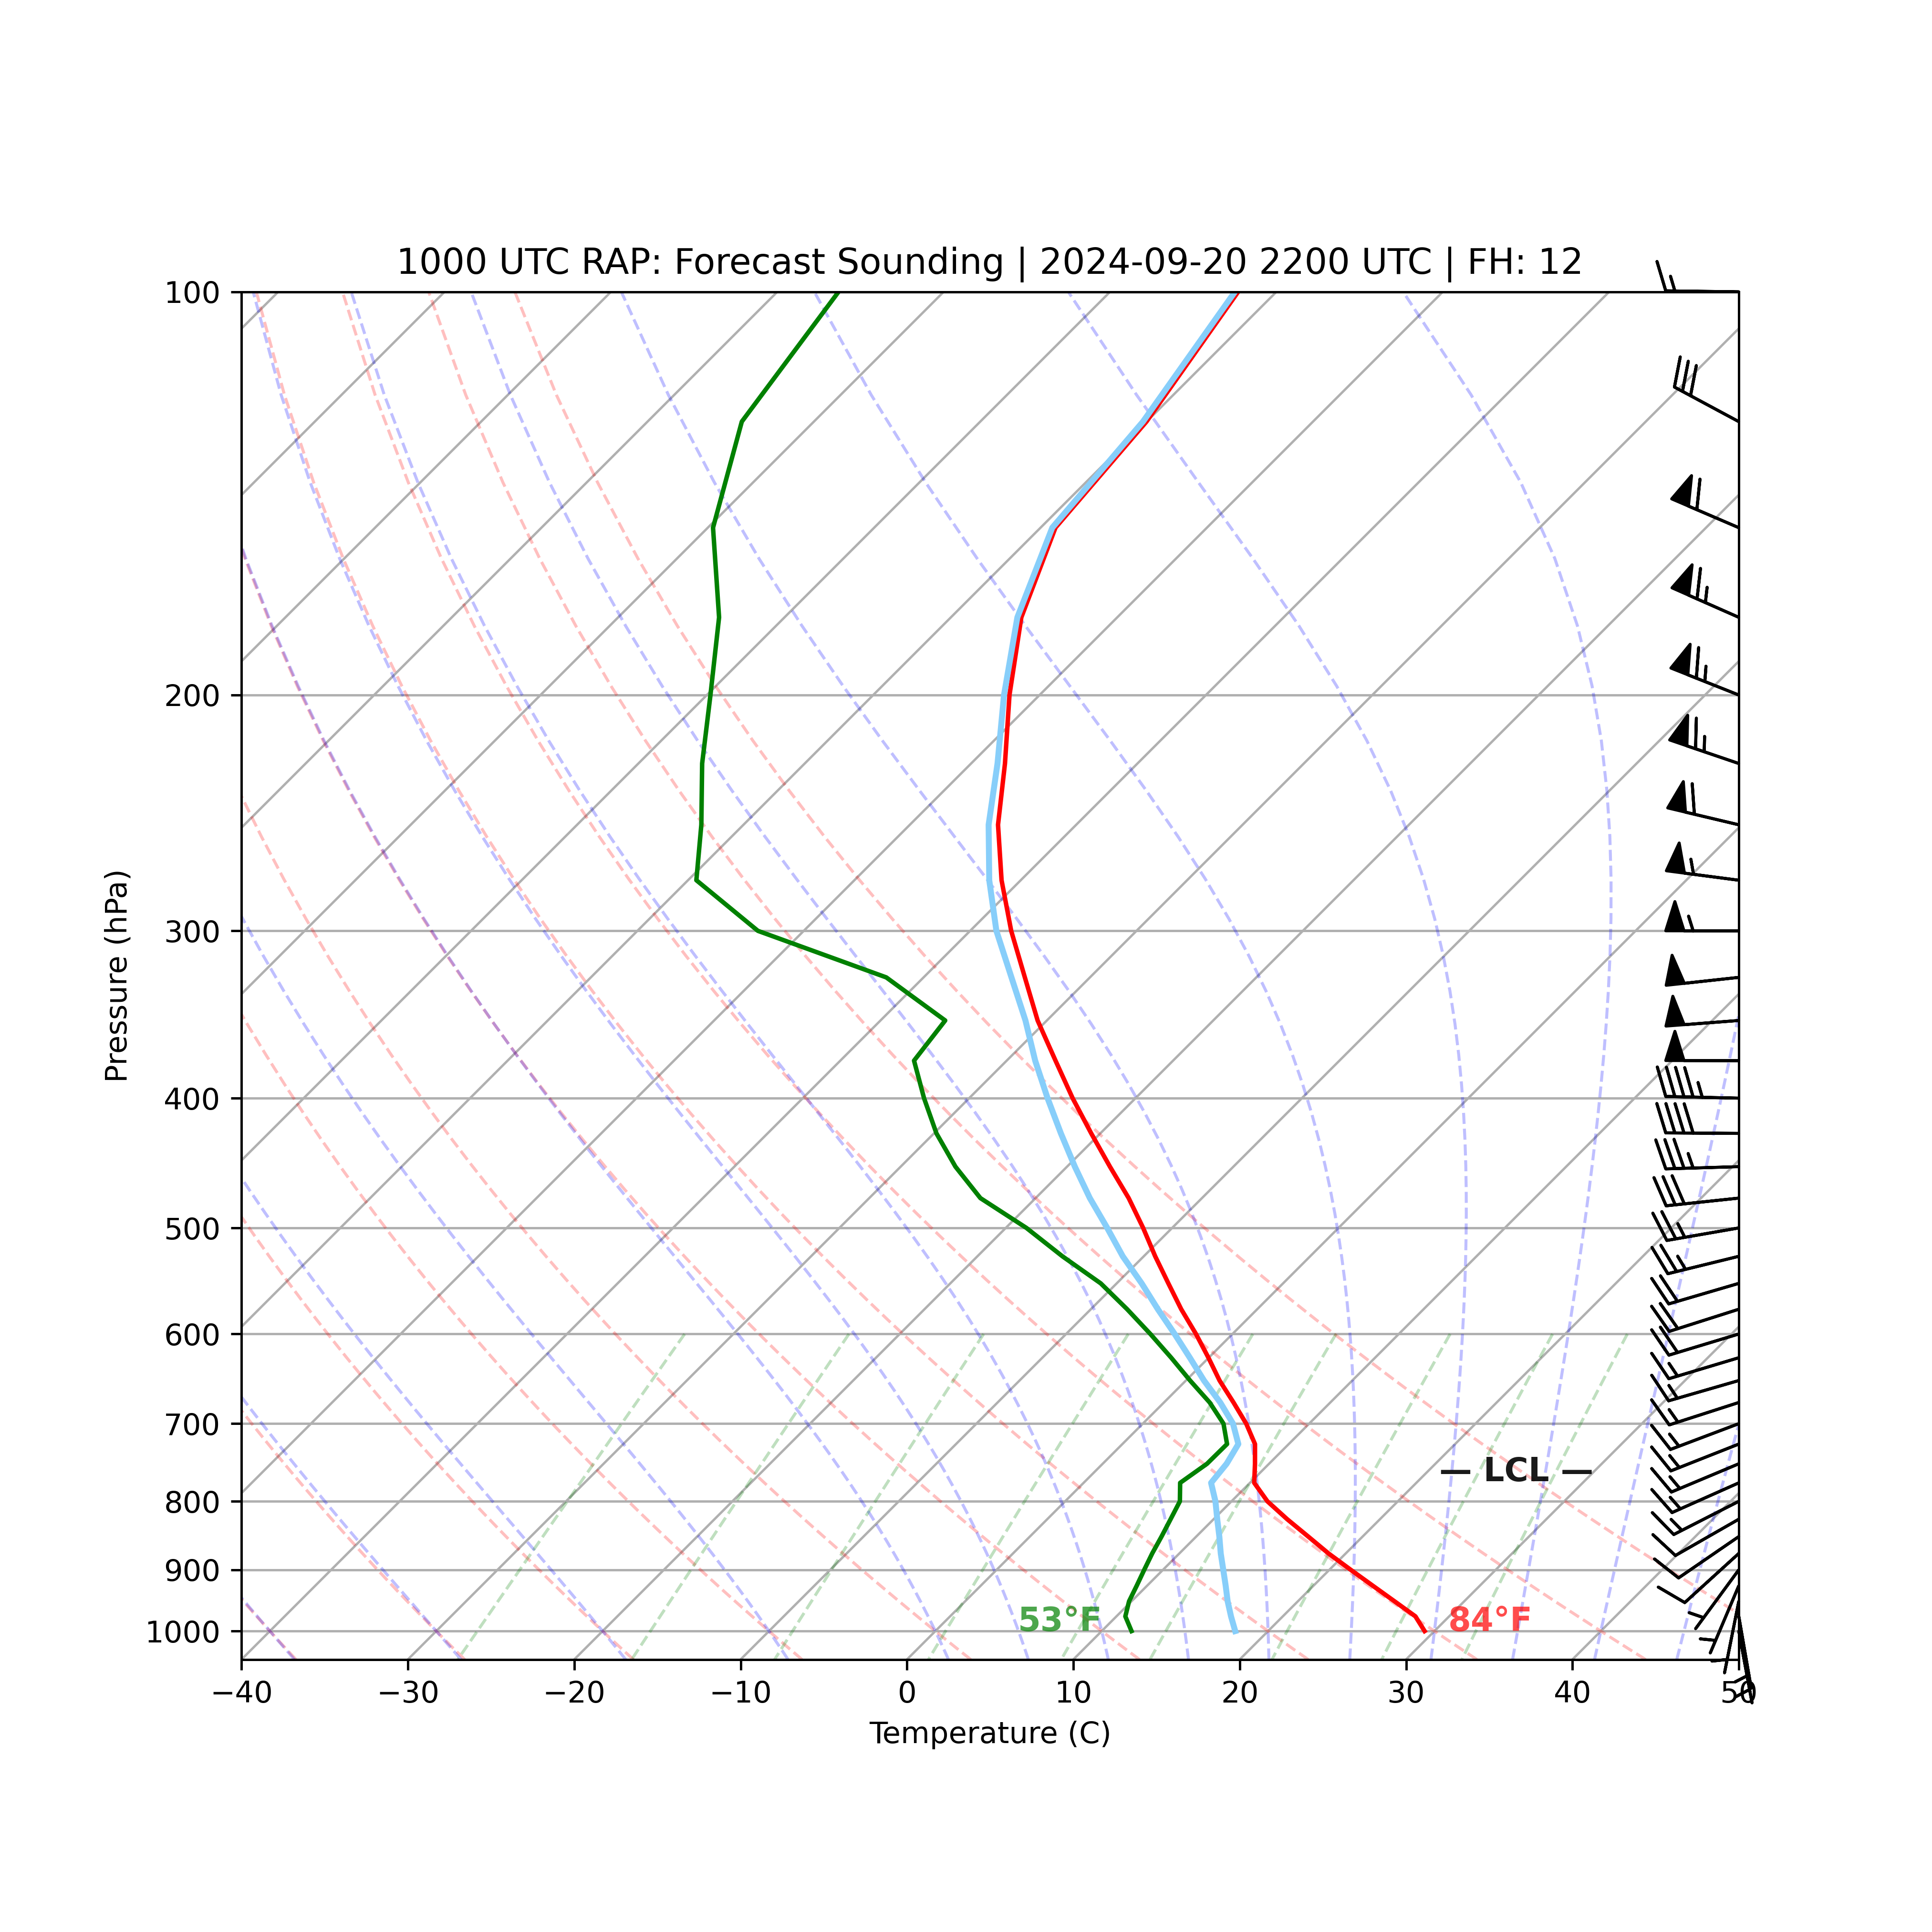 1000 UTC RAP: Forecast Sounding | 2024-09-20 2200 UTC | FH: 12
100
200
300
400
500
600
700
800
900
1000
Pressure (hPa)
— LCL —
53°F
84°F
−40 −30 −20 −10 0 10 20 30 40 50
Temperature (C)